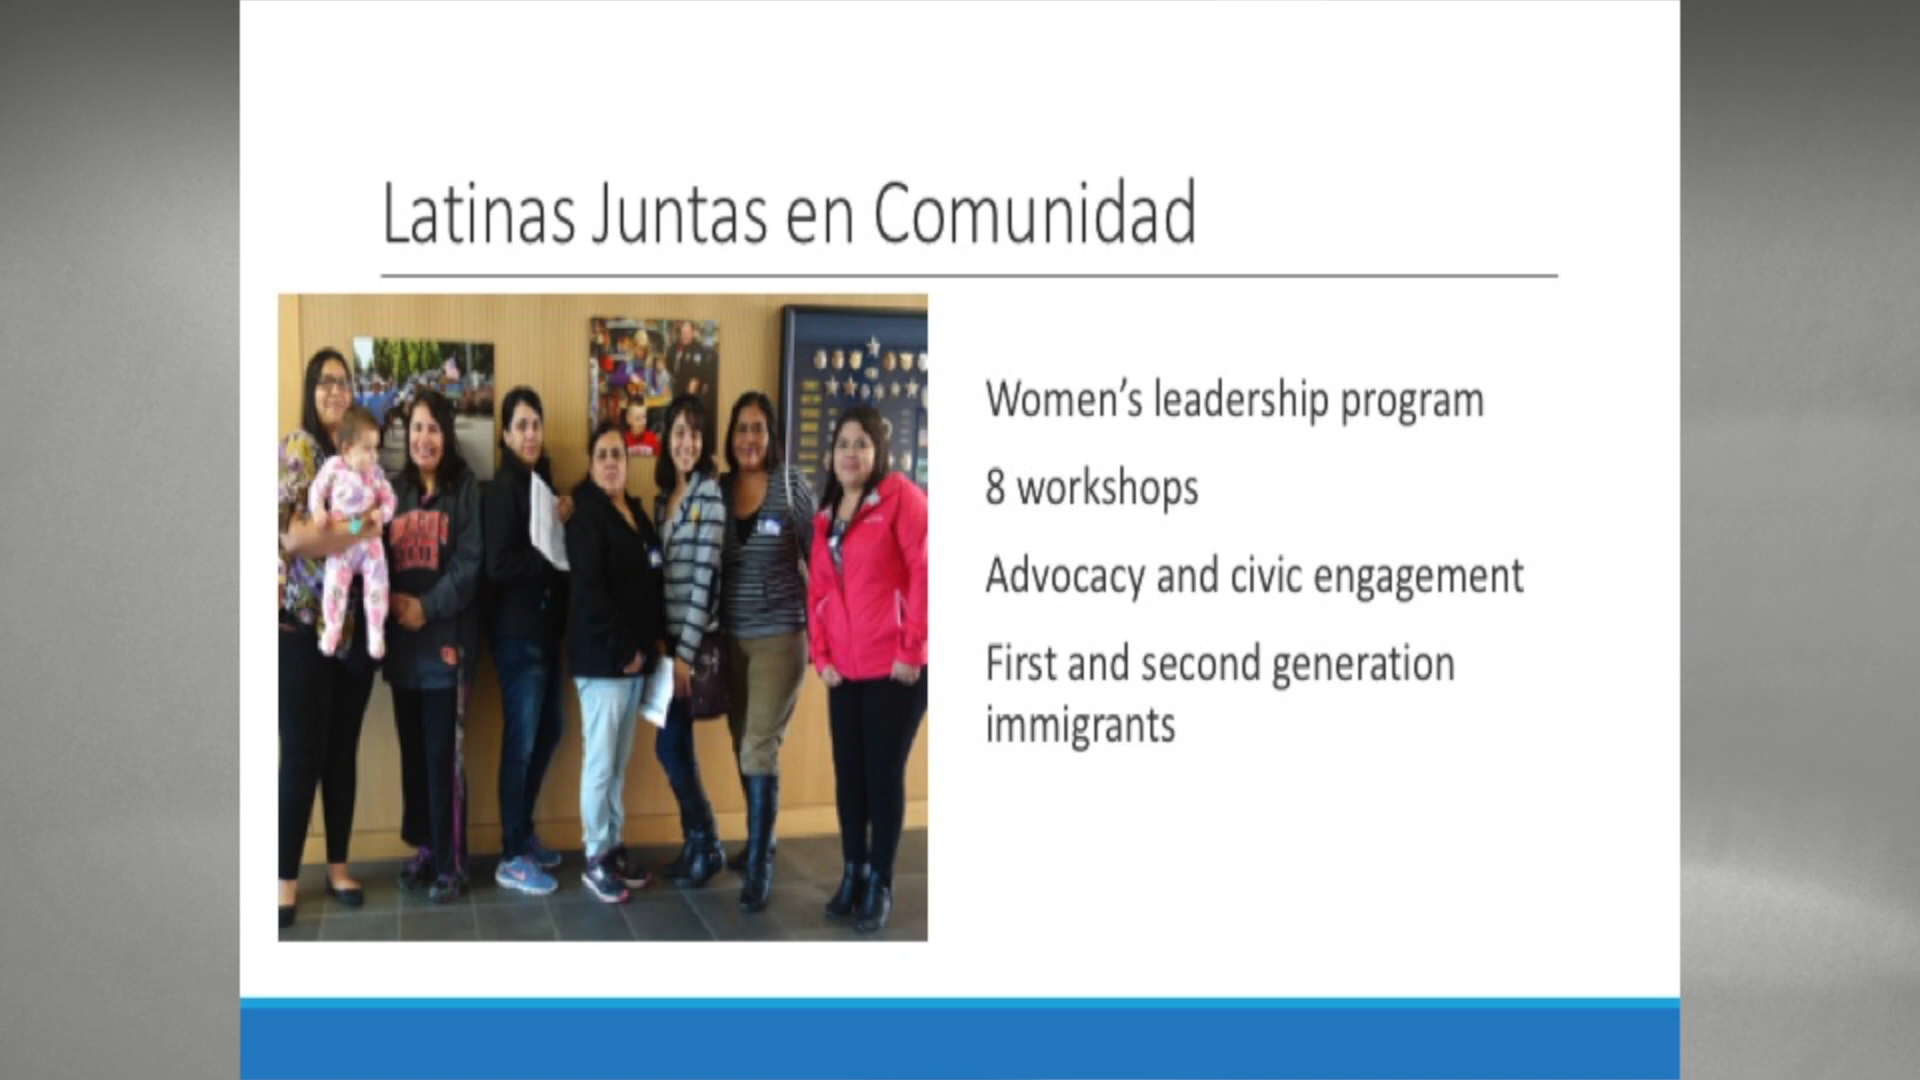 Latinas Juntas en Comunidad
Women’s leadership program
8 workshops
Advocacy and civic engagement
First and second generation
immigrants